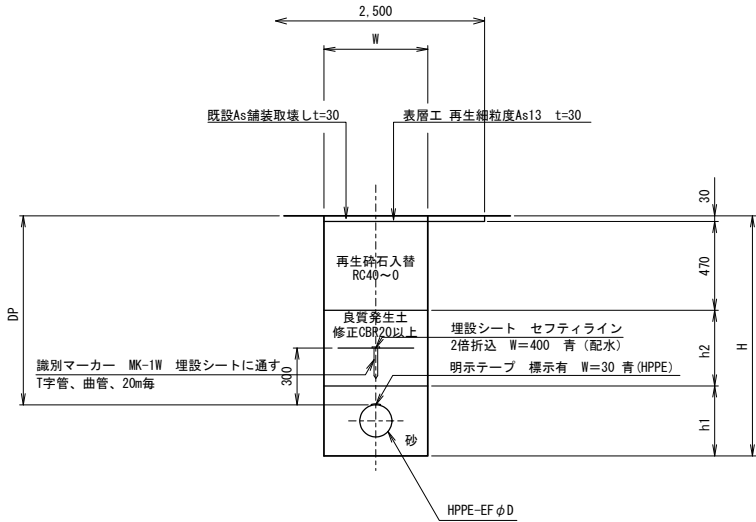 2,500
W
既設As舗装取壊しt=30
表層工 再生細粒度As13 t=30
30
再生砕石入替
RC40～0
470
DP
H
良質発生土
修正CBR20以上
埋設シート セフティライン
2倍折込 W=400 青（配水）
h2
識別マーカー MK-1W 埋設シートに通す
T字管、曲管、20m毎
300
明示テープ 標示有 W=30 青(HPPE)
h1
砂
HPPE-EFφD